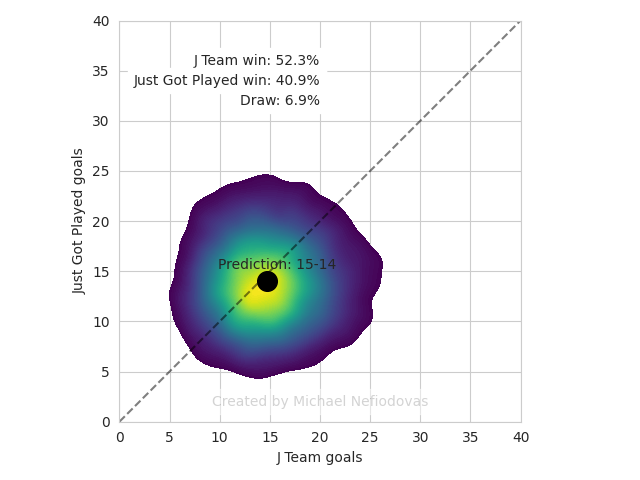 40
35
30
25
20
15
10
5
0
Just Got Played goals
J Team win: 52.3%
Just Got Played win: 40.9%
Draw: 6.9%
Prediction: 15-14
Created by Michael Nefiodovas
0 5 10 15 20 25 30 35 40
J Team goals